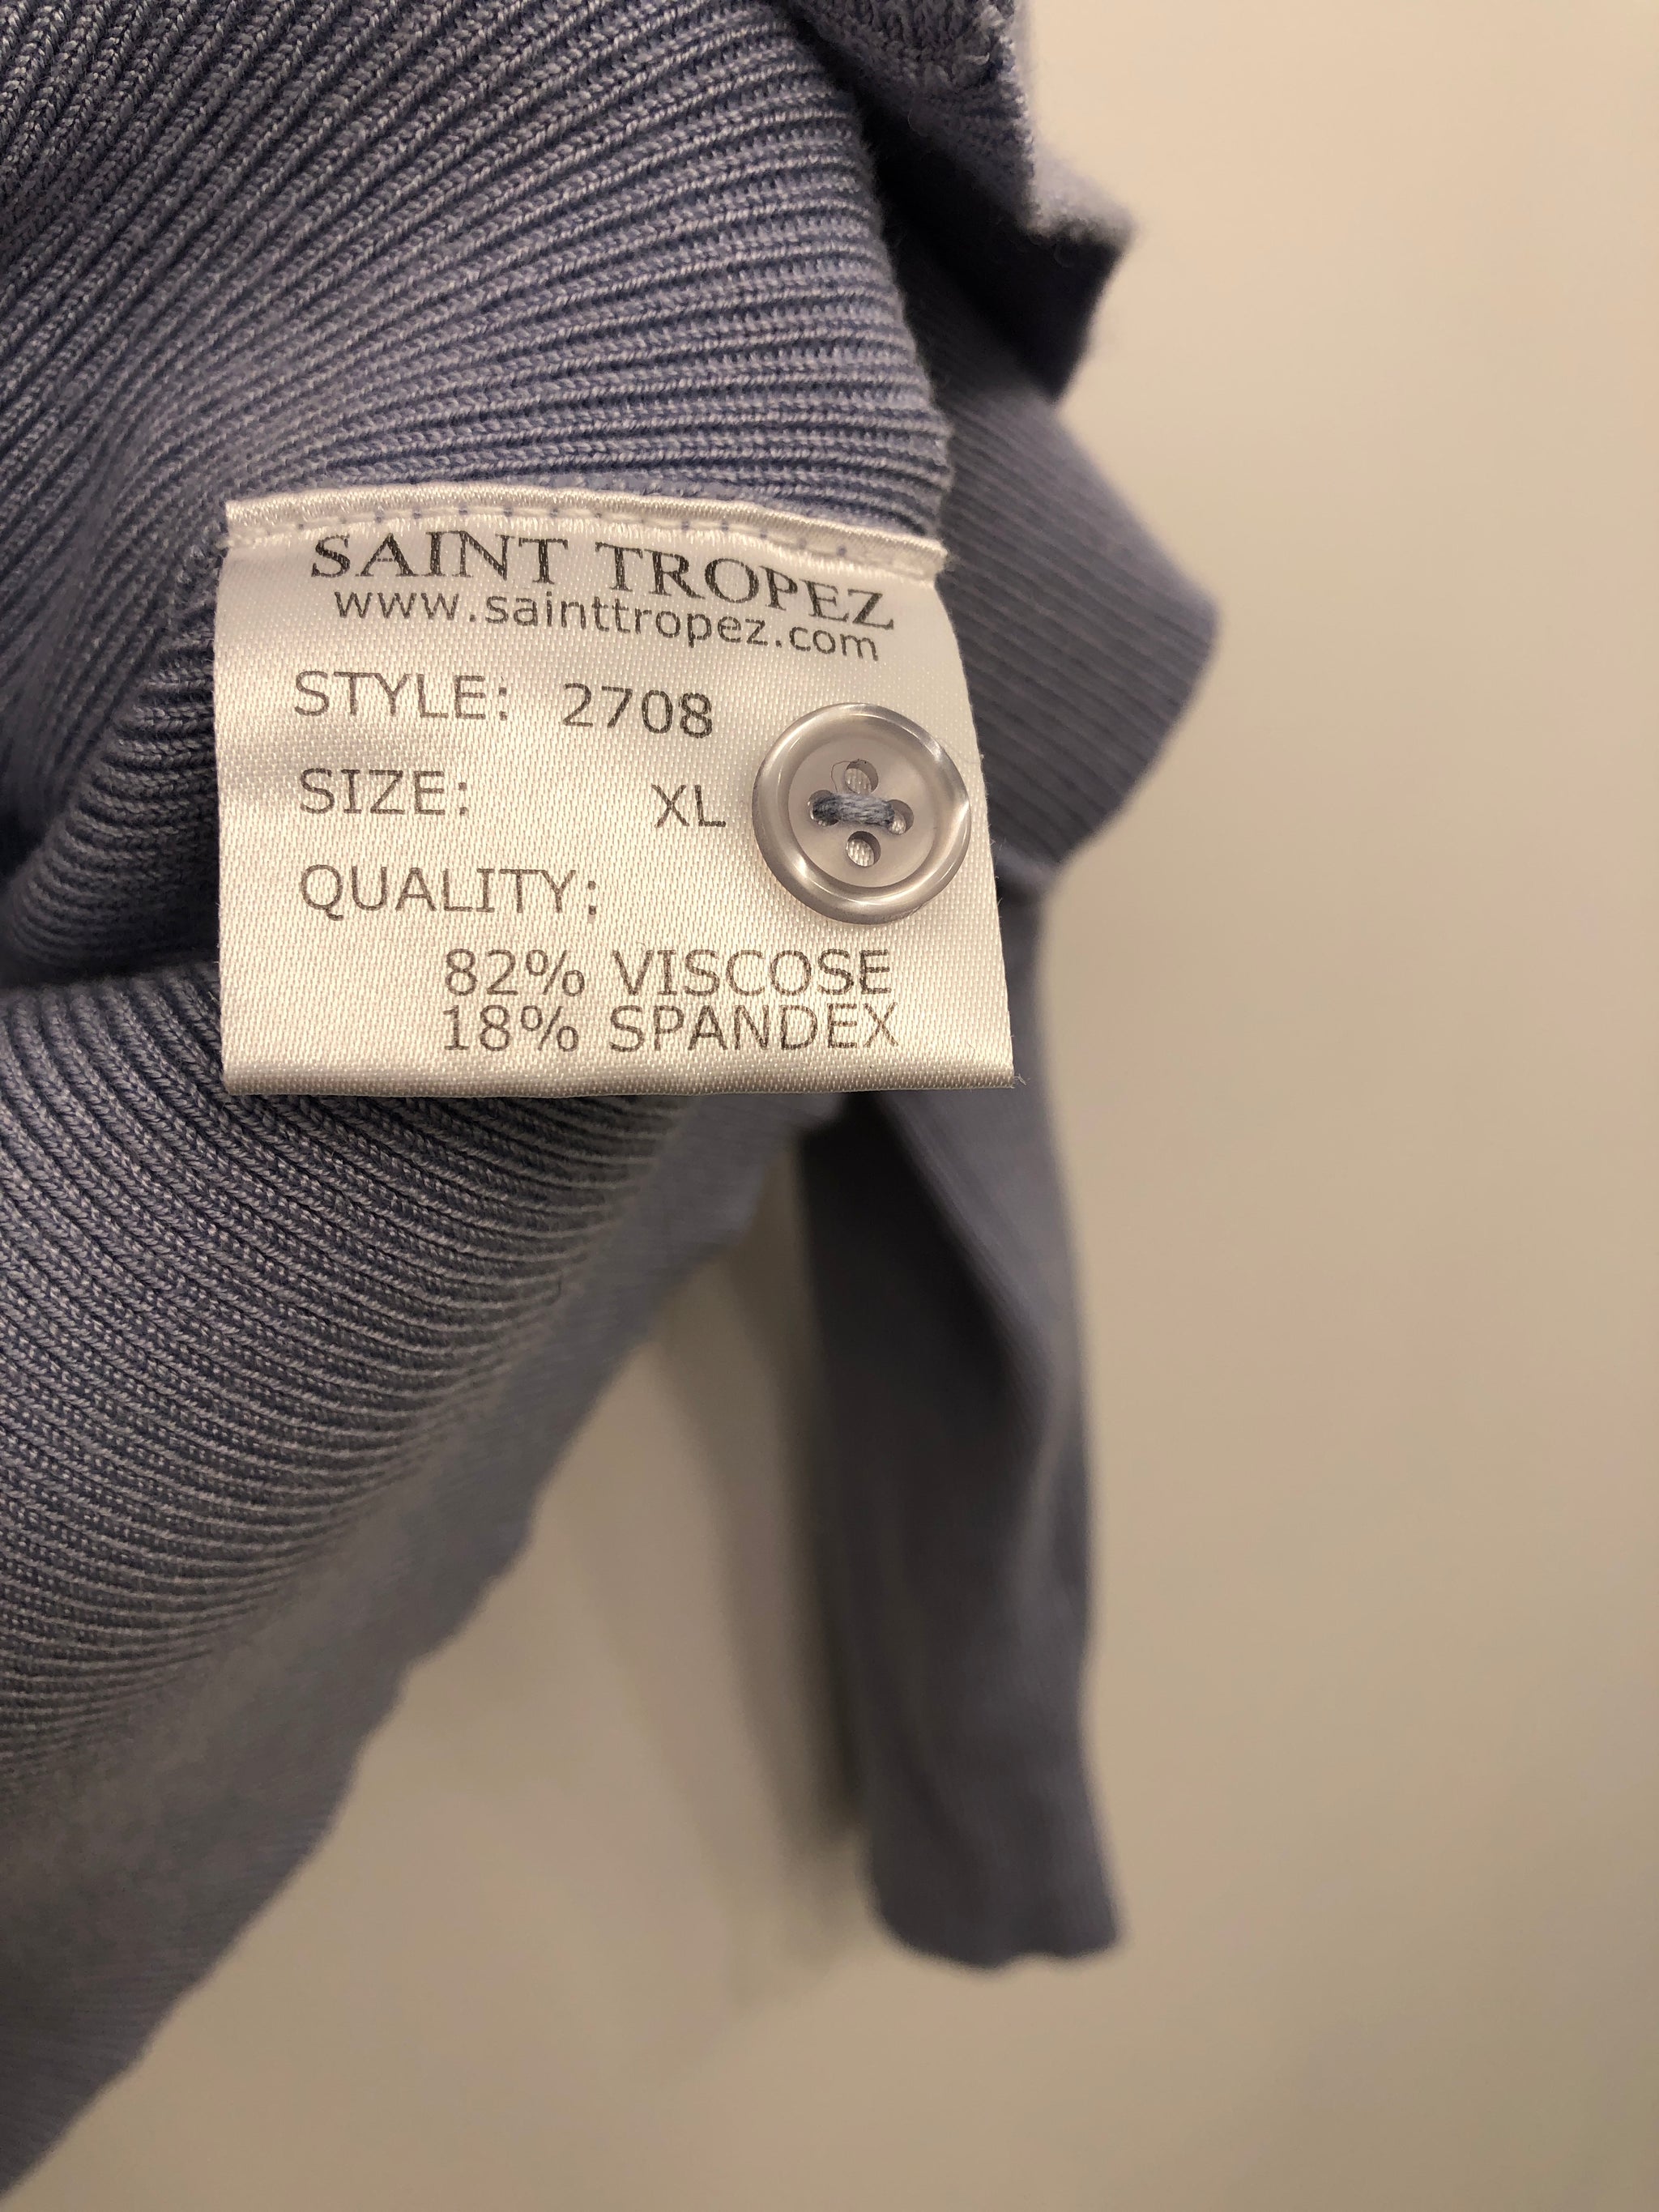 SAINT TROPEZ
www.sainttropez.com
STYLE: 2708
SIZE: XL
QUALITY:
82% VISCOSE
18% SPANDEX